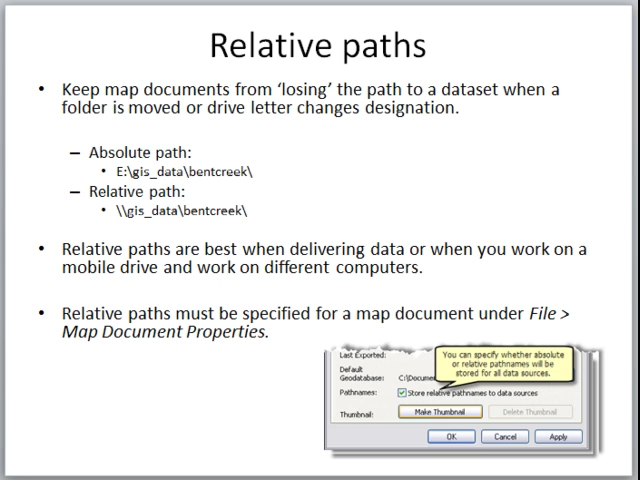 Relative paths
• Keep map documents from ‘losing’ the path to a dataset when a
folder is moved or drive letter changes designation.
– Absolute path:
• E:\gis_data\bentcreek\
– Relative path:
• \\gis_data\bentcreek\
• Relative paths are best when delivering data or when you work on a
mobile drive and work on different computers.
• Relative paths must be specified for a map document under File >
Map Document Properties.
Last Exported:
You can specify whether absolute
or relative pathnames will be
stored for all data sources.
Default
Geodatabase: C:\Docume
Pathnames: Store relative pathnames to data sources
Thumbnail: Make Thumbnail Delete Thumbnail
OK Cancel Apply